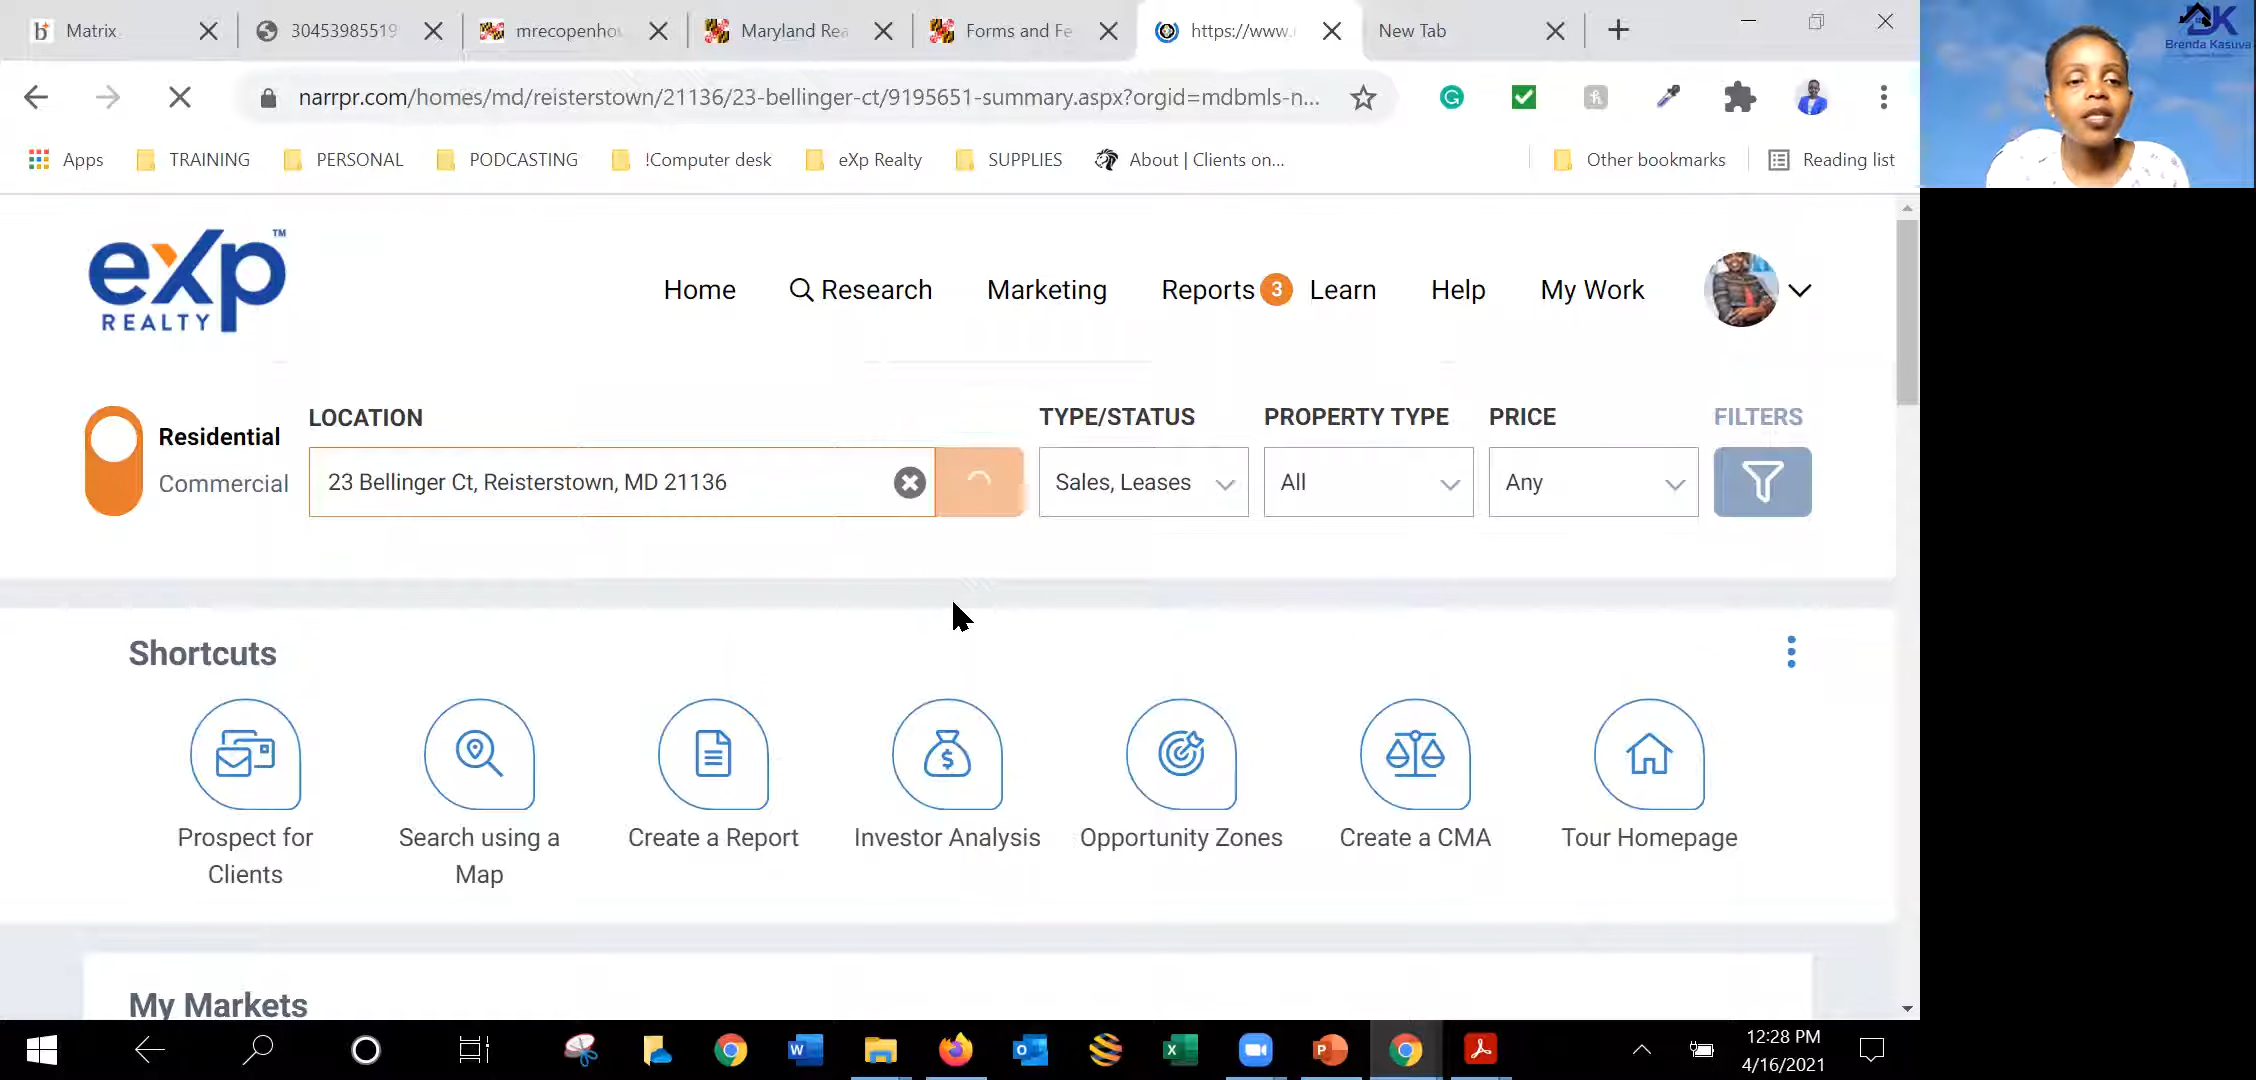 Matrix
30453985519
mrecopenhou
Maryland Rea
Forms and Fe
https://www.
New Tab
DK
Brenda Kasuva
narrpr.com/homes/md/reisterstown/21136/23-bellinger-ct/9195651-summary.aspx?orgid=mdbmls-n...
Apps
TRAINING
PERSONAL
PODCASTING
!Computer desk
eXp Realty
SUPPLIES
About | Clients on...
Other bookmarks
Reading list
eXp™
REALTY
Home
Research
Marketing
Reports 3
Learn
Help
My Work
Residential
Commercial
LOCATION
23 Bellinger Ct, Reisterstown, MD 21136
TYPE/STATUS
Sales, Leases
PROPERTY TYPE
All
PRICE
Any
FILTERS
Shortcuts
Prospect for
Clients
Search using a
Map
Create a Report
Investor Analysis
Opportunity Zones
Create a CMA
Tour Homepage
My Markets
12:28 PM
4/16/2021